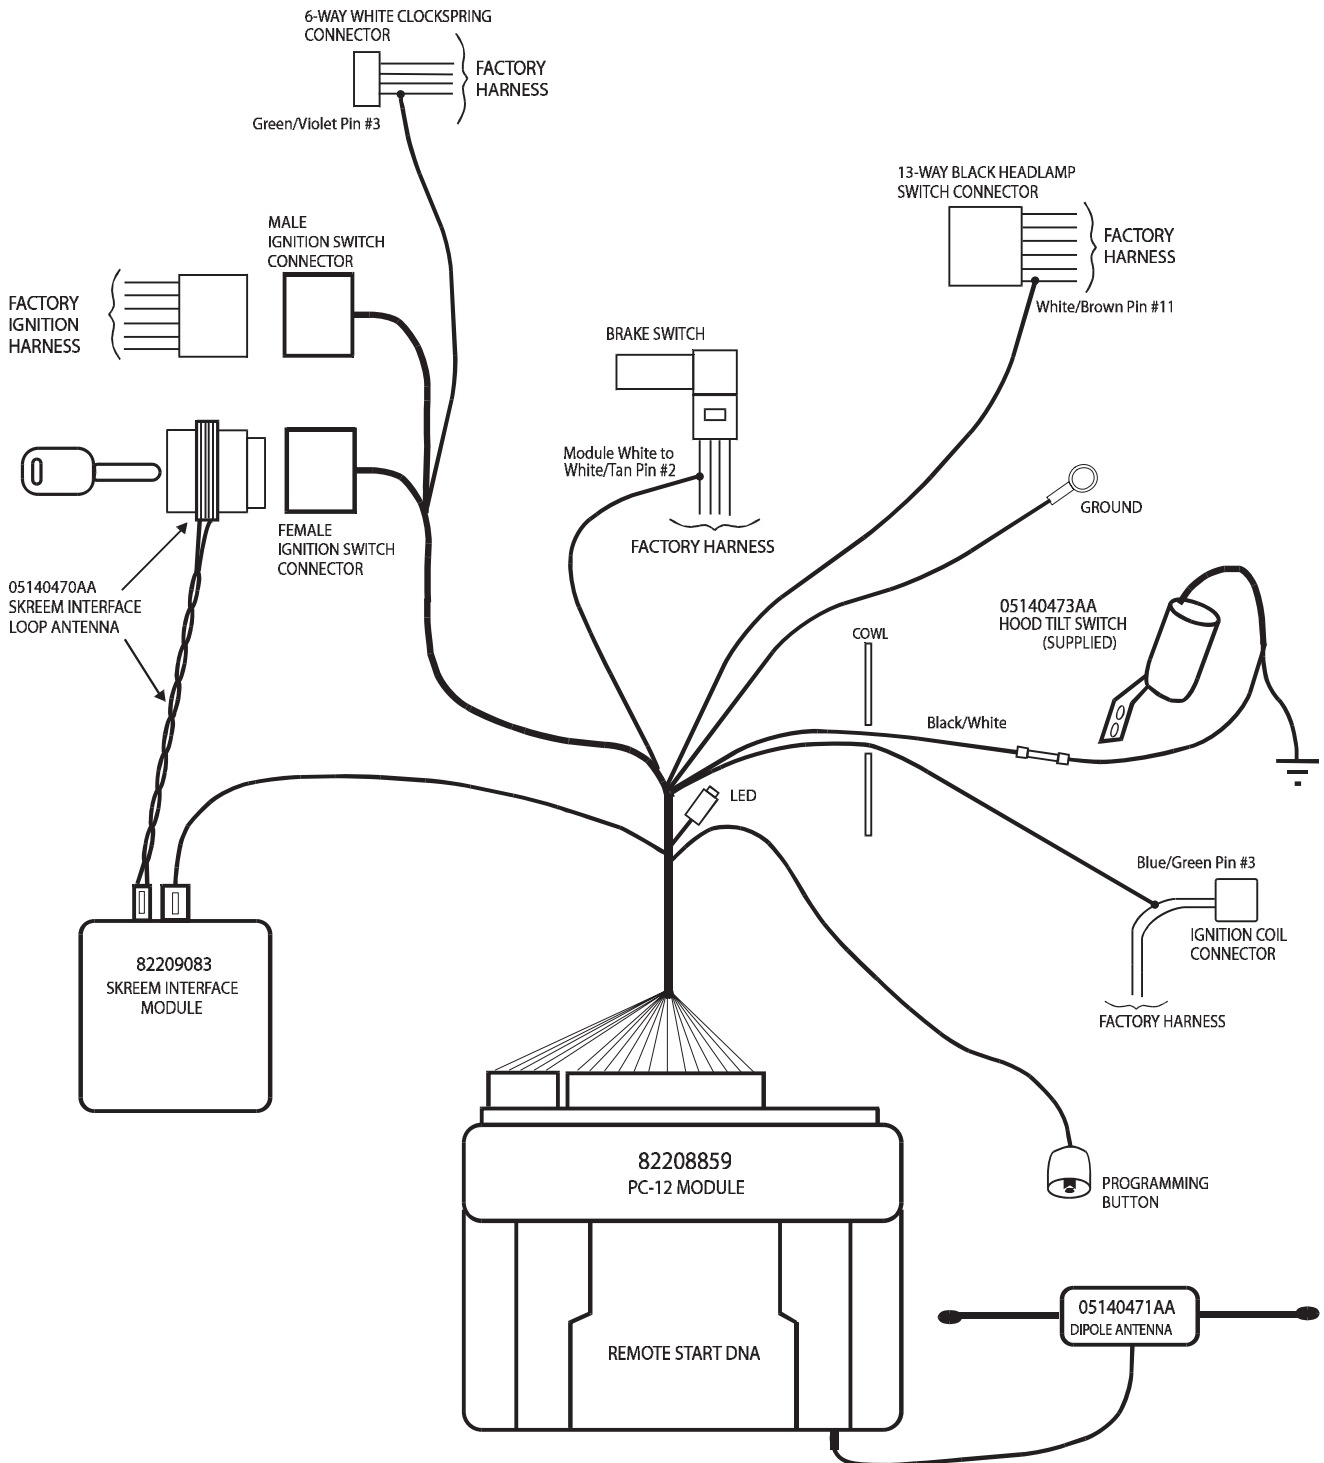 6-WAY WHITE CLOCKSPRING
CONNECTOR
FACTORY
HARNESS
Green/Violet Pin #3
13-WAY BLACK HEADLAMP
SWITCH CONNECTOR
FACTORY
HARNESS
White/Brown Pin #11
MALE
IGNITION SWITCH
CONNECTOR
FACTORY
IGNITION
HARNESS
BRAKE SWITCH
Module White to
White/Tan Pin #2
FACTORY HARNESS
GROUND
FEMALE
IGNITION SWITCH
CONNECTOR
05140470AA
SKREEM INTERFACE
LOOP ANTENNA
05140473AA
HOOD TILT SWITCH
(SUPPLIED)
COWL
Black/White
LED
Blue/Green Pin #3
IGNITION COIL
CONNECTOR
FACTORY HARNESS
82209083
SKREEM INTERFACE
MODULE
82208859
PC-12 MODULE
PROGRAMMING
BUTTON
REMOTE START DNA
05140471AA
DIPOLE ANTENNA